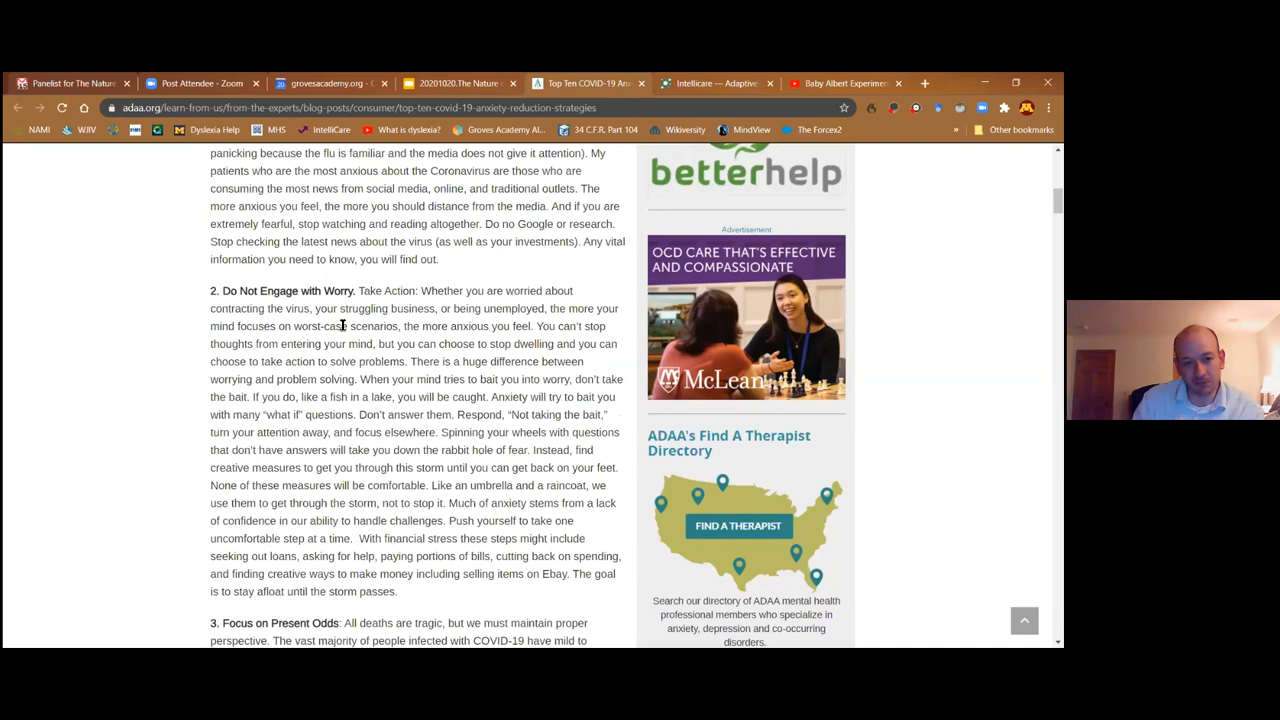 Panelist for The Nature
Post Attendee - Zoom
grovesacademy.org -
20201020.The Nature
Top Ten COVID-19 An
Intellicare — Adaptive
Baby Albert Experimen
adaa.org/learn-from-us/from-the-experts/blog-posts/consumer/top-ten-covid-19-anxiety-reduction-strategies
NAMI
WJIV
Dyslexia Help
MHS
IntelliCare
What is dyslexia?
Groves Academy Al...
34 C.F.R. Part 104
Wikiversity
MindView
The Forcex2
»
Other bookmarks
panicking because the flu is familiar and the media does not give it attention). My
patients who are the most anxious about the Coronavirus are those who are
consuming the most news from social media, online, and traditional outlets. The
more anxious you feel, the more you should distance from the media. And if you are
extremely fearful, stop watching and reading altogether. Do no Google or research.
Stop checking the latest news about the virus (as well as your investments). Any vital
information you need to know, you will find out.
2. Do Not Engage with Worry. Take Action: Whether you are worried about
contracting the virus, your struggling business, or being unemployed, the more your
mind focuses on worst-case scenarios, the more anxious you feel. You can't stop
thoughts from entering your mind, but you can choose to stop dwelling and you can
choose to take action to solve problems. There is a huge difference between
worrying and problem solving. When your mind tries to bait you into worry, don't take
the bait. If you do, like a fish in a lake, you will be caught. Anxiety will try to bait you
with many “what if” questions. Don't answer them. Respond, “Not taking the bait,”
turn your attention away, and focus elsewhere. Spinning your wheels with questions
that don't have answers will take you down the rabbit hole of fear. Instead, find
creative measures to get you through this storm until you can get back on your feet.
None of these measures will be comfortable. Like an umbrella and a raincoat, we
use them to get through the storm, not to stop it. Much of anxiety stems from a lack
of confidence in our ability to handle challenges. Push yourself to take one
uncomfortable step at a time.  With financial stress these steps might include
seeking out loans, asking for help, paying portions of bills, cutting back on spending,
and finding creative ways to make money including selling items on Ebay. The goal
is to stay afloat until the storm passes.
3. Focus on Present Odds: All deaths are tragic, but we must maintain proper
perspective. The vast majority of people infected with COVID-19 have mild to
betterhelp
Advertisement
OCD CARE THAT'S EFFECTIVE
AND COMPASSIONATE
McLean
ADAA's Find A Therapist
Directory
FIND A THERAPIST
Search our directory of ADAA mental health
professional members who specialize in
anxiety, depression and co-occurring
disorders.